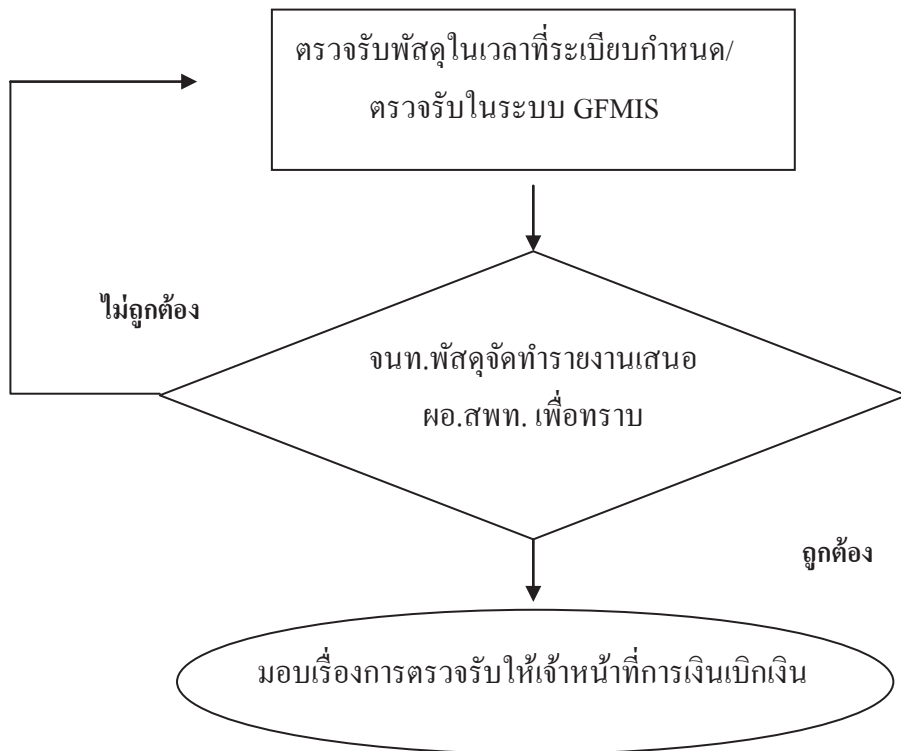 ตรวจรับพัสดุในเวลาที่ระเบียบกำหนด/
ตรวจรับในระบบ GFMIS
ไม่ถูกต้อง
จนท.พัสดุจัดทำรายงานเสนอ
ผอ.สพท. เพื่อทราบ
ถูกต้อง
มอบเรื่องการตรวจรับให้เจ้าหน้าที่การเงินเบิกเงิน